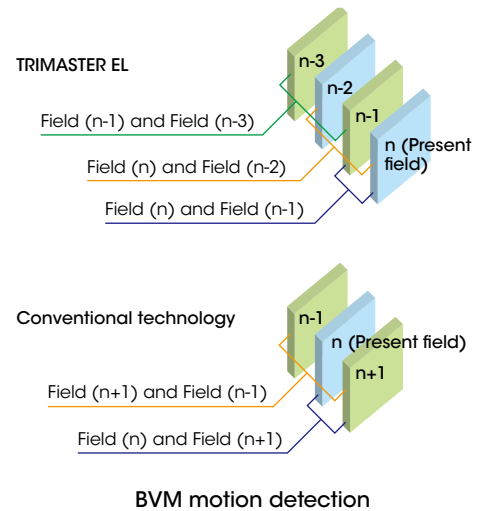 TRIMASTER EL
n-3
n-2
n-1
n (Present
field)
Field (n-1) and Field (n-3)
Field (n) and Field (n-2)
Field (n) and Field (n-1)
Conventional technology
n-1
n (Present field)
n+1
Field (n+1) and Field (n-1)
Field (n) and Field (n+1)
BVM motion detection